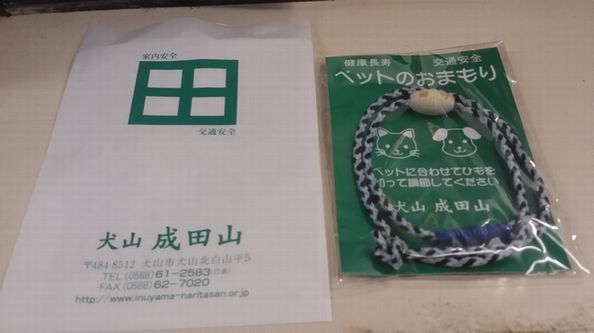 家内安全
交通安全
犬山 成田山
〒484-8512 犬山市犬山北白山平5
TEL(0568)61-2583(代表)
FAX(0568)62-7020
http://www.inuyama-naritasan.or.jp
健康長寿 交通安全
ペットのおまもり
ペットに合わせてひもを
切って調節してください
犬山 成田山